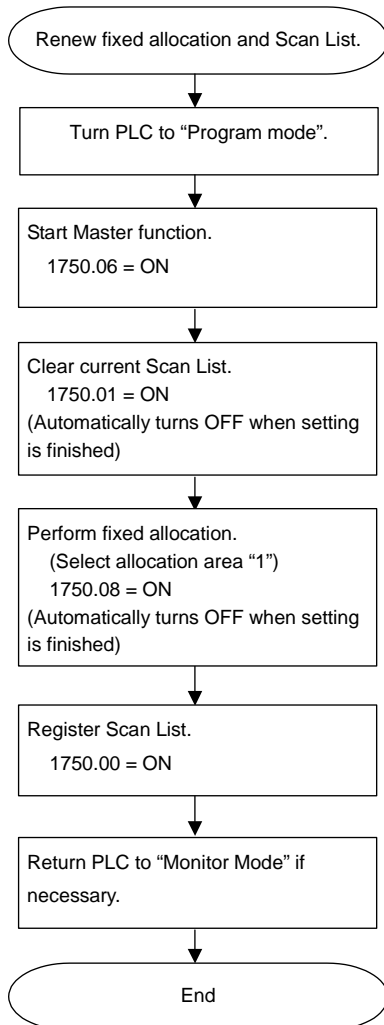 Renew fixed allocation and Scan List.
Turn PLC to “Program mode”.
Start Master function.
1750.06 = ON
Clear current Scan List.
1750.01 = ON
(Automatically turns OFF when setting
is finished)
Perform fixed allocation.
(Select allocation area “1”)
1750.08 = ON
(Automatically turns OFF when setting
is finished)
Register Scan List.
1750.00 = ON
Return PLC to “Monitor Mode” if
necessary.
End